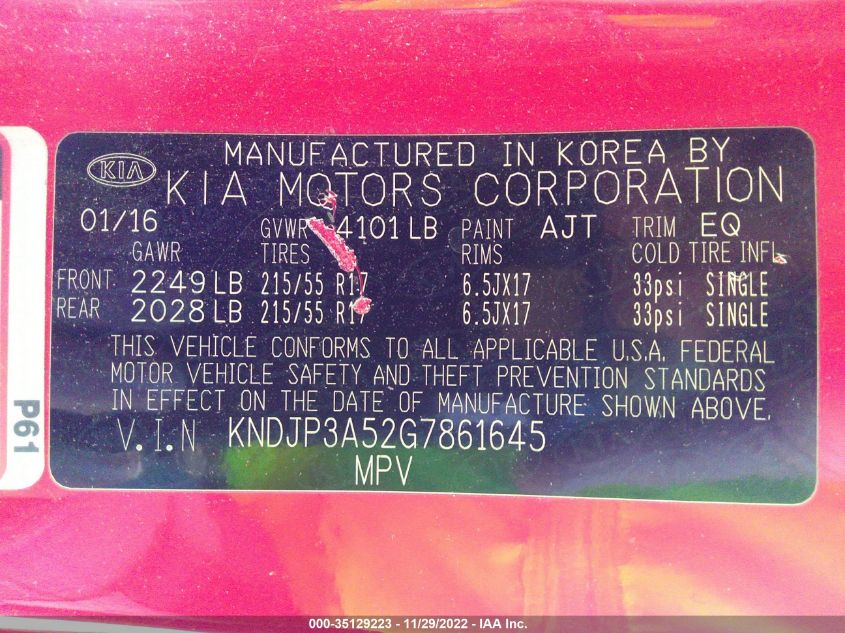 KIA
MANUFACTURED IN KOREA BY
KIA MOTORS CORPORATION
01/16 GVWR 4101 LB PAINT AJT TRIM EQ
GAWR TIRES RIMS COLD TIRE INFL.
FRONT 2249 LB 215/55 R17 6.5JX17 33psi SINGLE
REAR 2028 LB 215/55 R17 6.5JX17 33psi SINGLE
THIS VEHICLE CONFORMS TO ALL APPLICABLE U.S.A. FEDERAL
MOTOR VEHICLE SAFETY AND THEFT PREVENTION STANDARDS
IN EFFECT ON THE DATE OF MANUFACTURE SHOWN ABOVE.
V.I.N KNDJP3A52G7861645
MPV
P61
000-35129223 - 11/29/2022 - IAA Inc.